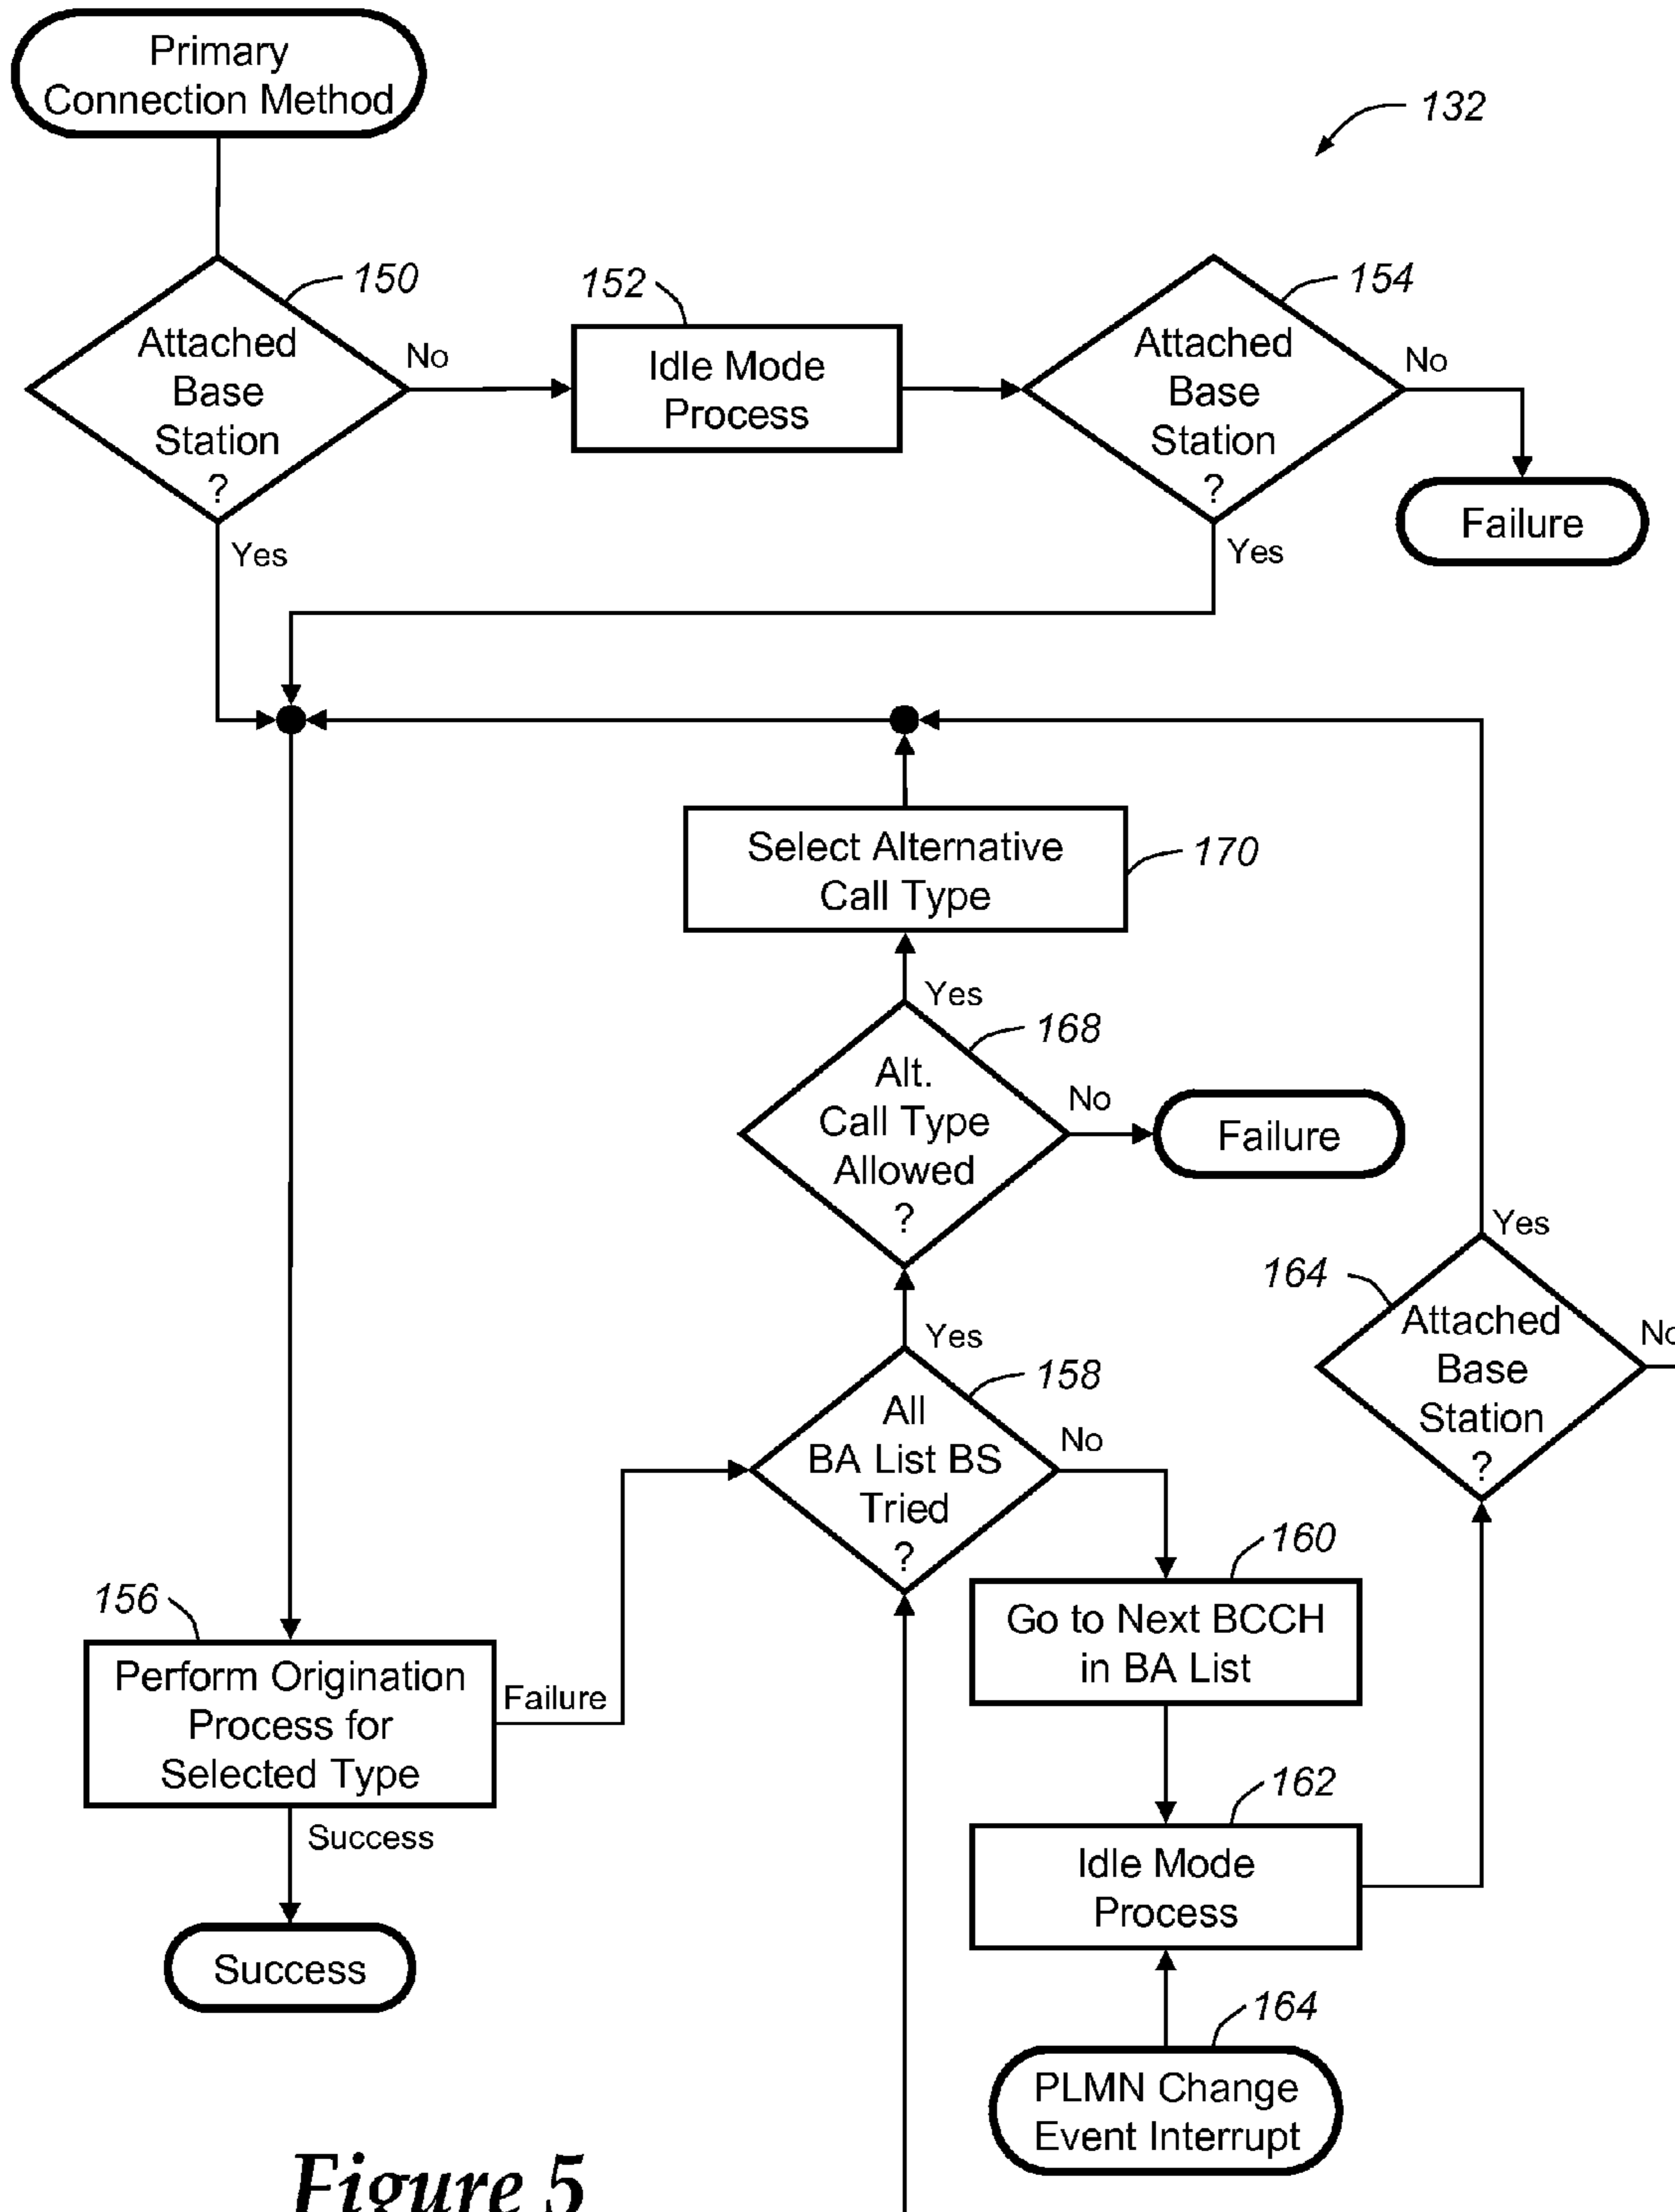 Primary
Connection Method
132
150
Attached
Base
Station
?
No
Yes
152
Idle Mode
Process
154
Attached
Base
Station
?
No
Yes
Failure
Select Alternative
Call Type
170
Yes
168
Alt.
Call Type
Allowed
?
No
Failure
Yes
164
Attached
Base
Station
?
Yes
158
All
BA List BS
Tried
?
No
160
Go to Next BCCH
in BA List
156
Perform Origination
Process for
Selected Type
Failure
Success
Success
162
Idle Mode
Process
164
PLMN Change
Event Interrupt
Figure 5